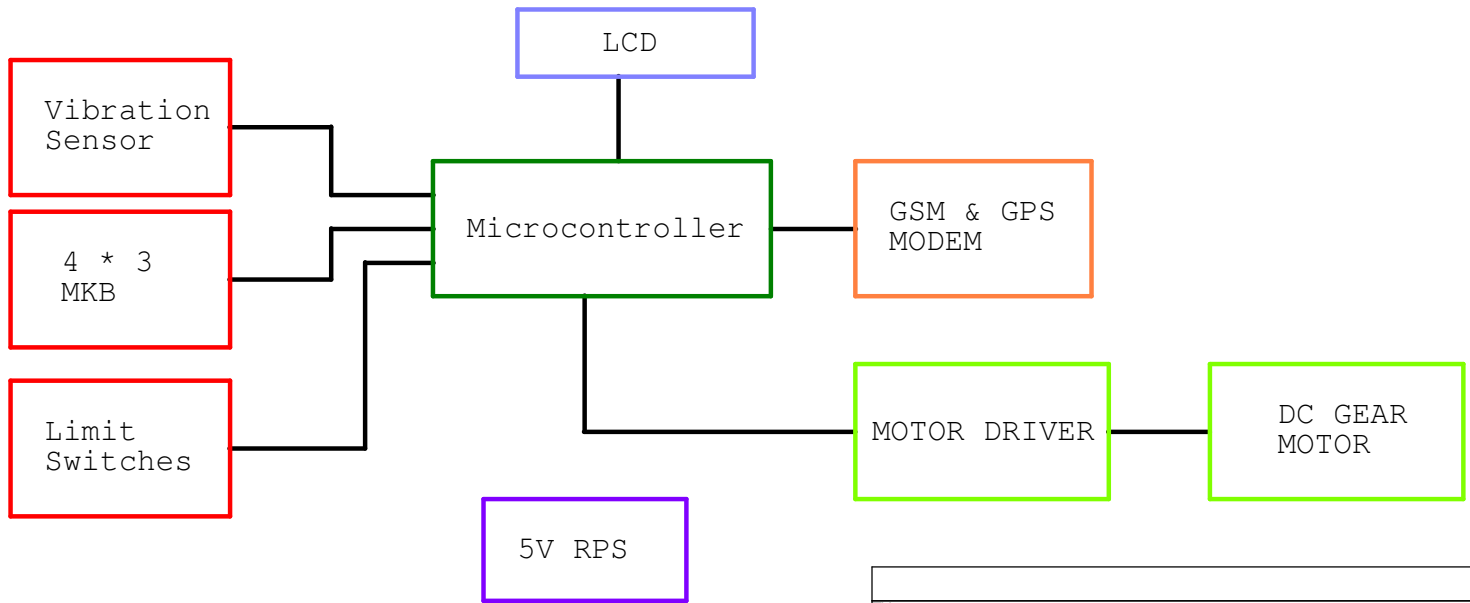 LCD
Vibration
Sensor
Microcontroller
GSM & GPS
MODEM
4 * 3
MKB
Limit
Switches
MOTOR DRIVER
DC GEAR
MOTOR
5V RPS